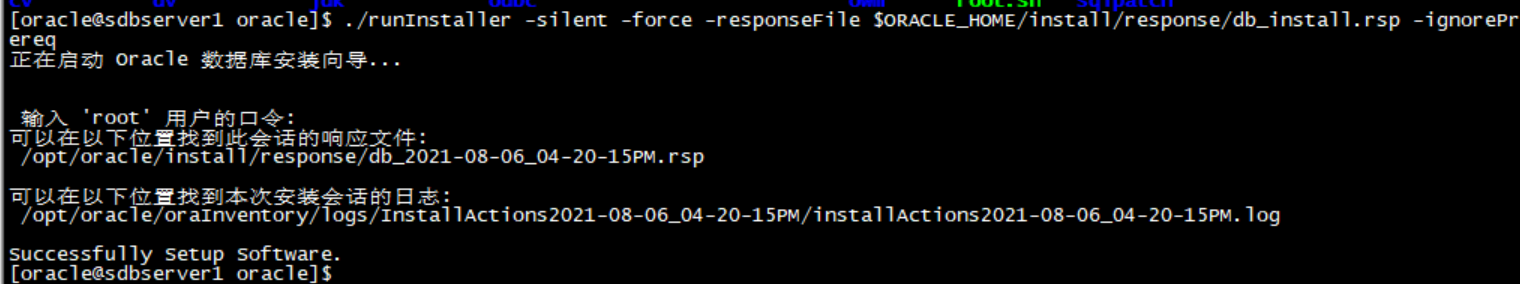 cv dv jdk odbc owm root.sh sqlpatch
[oracle@sdbserver1 oracle]$ ./runInstaller -silent -force -responseFile $ORACLE_HOME/install/response/db_install.rsp -ignorePr
ereq
正在启动 Oracle 数据库安装向导...
输入 'root' 用户的口令:
可以在以下位置找到此会话的响应文件:
/opt/oracle/install/response/db_2021-08-06_04-20-15PM.rsp
可以在以下位置找到本次安装会话的日志:
/opt/oracle/oraInventory/logs/InstallActions2021-08-06_04-20-15PM/installActions2021-08-06_04-20-15PM.log
Successfully Setup Software.
[oracle@sdbserver1 oracle]$